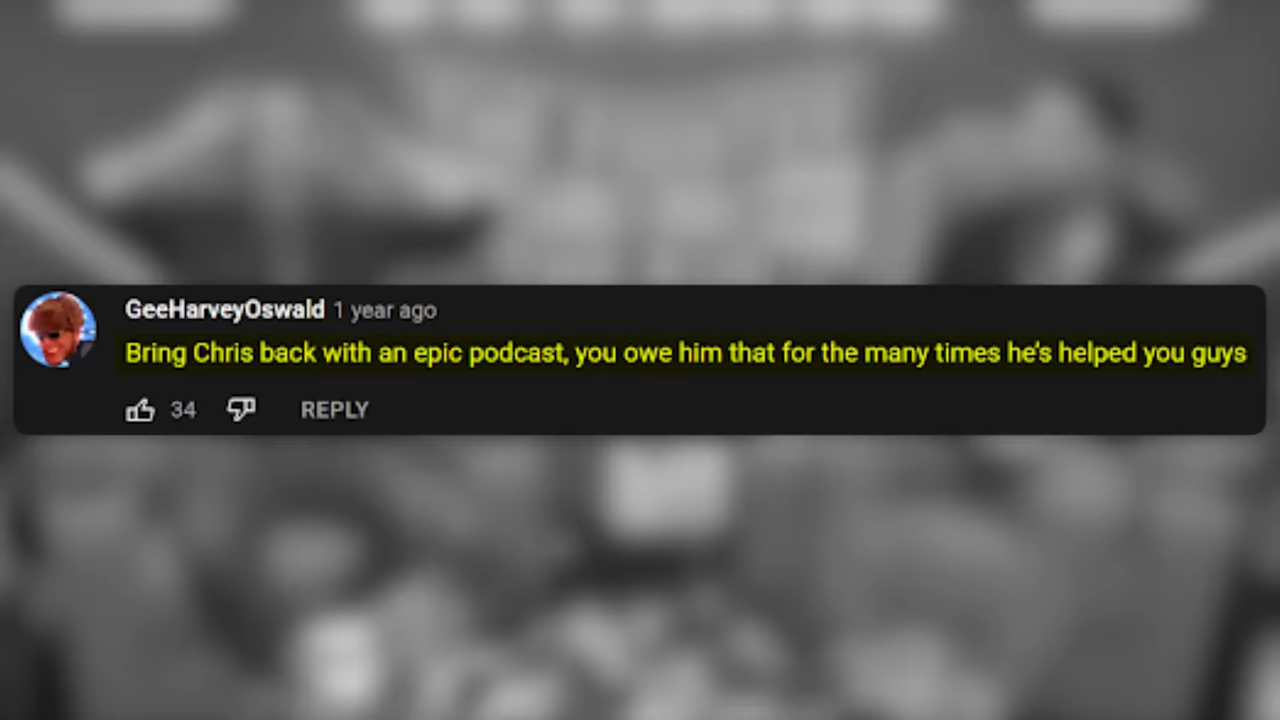 GeeHarveyOswald 1 year ago
Bring Chris back with an epic podcast, you owe him that for the many times he's helped you guys
34 REPLY